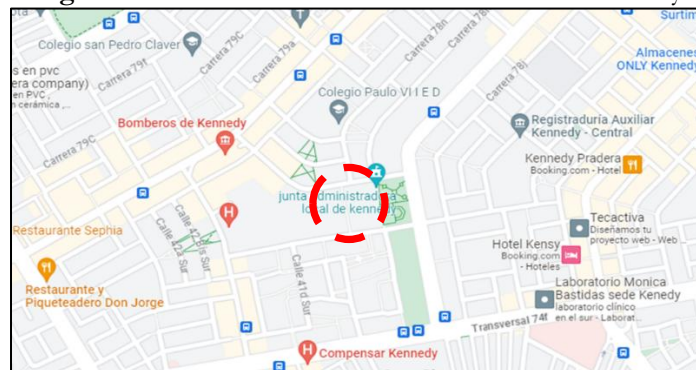 Surtim
Colegio san Pedro Claver
Carrera 79C
Carrera 79a
Carrera 78n
Carrera 78j
Almacenes
ONLY Kennedy
Carrera 79f
s en pvc
era company)
en PVC,
n cerámica,...
Colegio Paulo VI I E D
Bomberos de Kennedy
Registraduría Auxiliar
Kennedy - Central
Carrera 79C
Kennedy Pradera
Booking.com - Hotel
junta administradora
local de kennedy
H
Tecactiva
Diseñamos tu
proyecto web - Web ...
Restaurante Sephia
Calle 42a Sur
Calle 42 Bis Sur
Hotel Kensy
Booking.com
- Hoteles
Calle 41d Sur
Restaurante y
Piqueteadero Don Jorge
Laboratorio Monica
Bastidas sede Kenedy
laboratorio clínico
en el sur - Laborat...
Transversal 74f
H
Compensar Kennedy